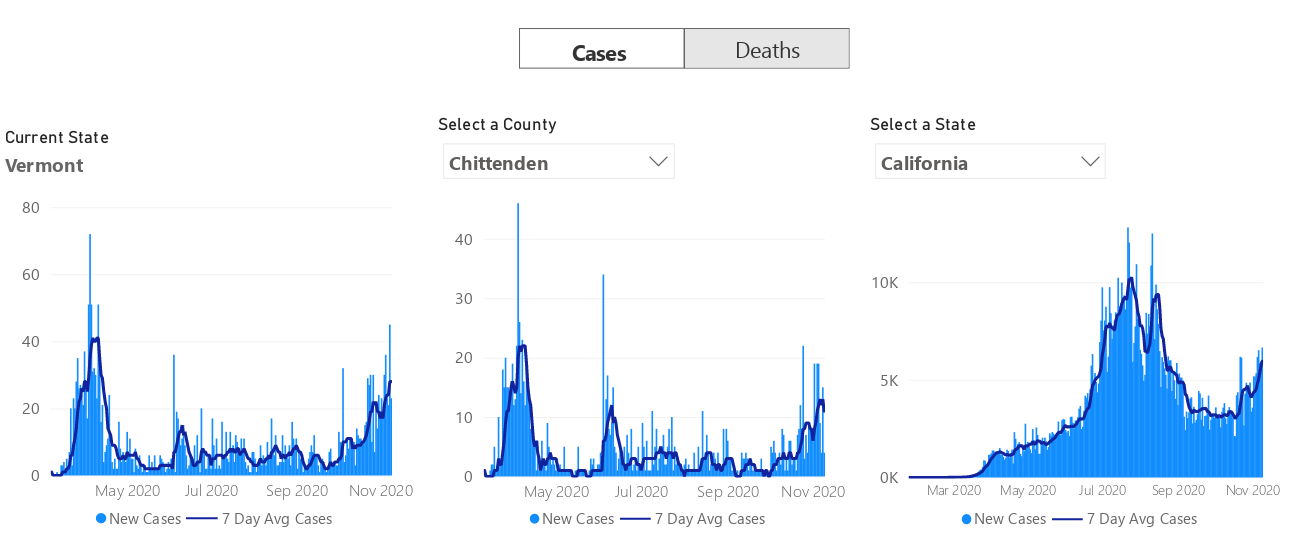 Cases Deaths
Current State
Vermont
80
60
40
20
0
May 2020 Jul 2020 Sep 2020 Nov 2020
New Cases 7 Day Avg Cases
Select a County
Chittenden
40
30
20
10
0
May 2020 Jul 2020 Sep 2020 Nov 2020
New Cases 7 Day Avg Cases
Select a State
California
10K
5K
0K
Mar 2020 May 2020 Jul 2020 Sep 2020 Nov 2020
New Cases 7 Day Avg Cases